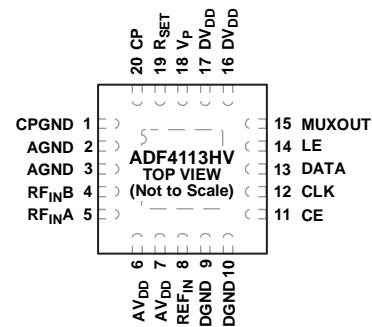 20 CP
19 RSET
18 VP
17 DVDD
16 DVDD
CPGND 1
AGND 2
AGND 3
RFINB 4
RFINA 5
ADF4113HV
TOP VIEW
(Not to Scale)
15 MUXOUT
14 LE
13 DATA
12 CLK
11 CE
AVDD 6
AVDD 7
REFIN 8
DGND 9
DGND 10